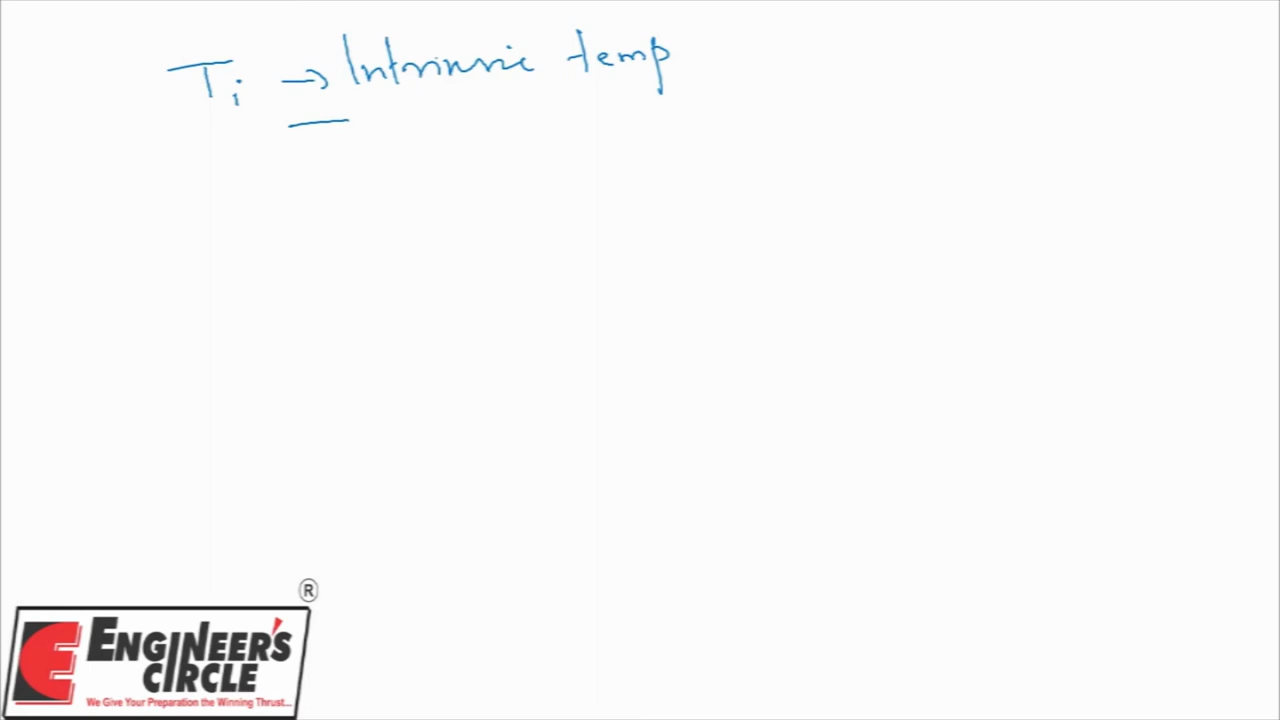 Ti → Intrinsic temp
®
ENGINEER'S
CIRCLE
We Give Your Preparation the Winning Thrust...